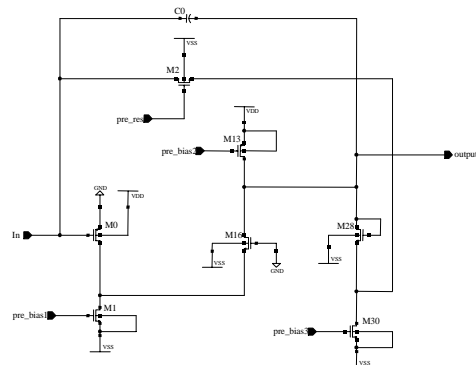 C0
VSS
M2
pre_res
VDD
M13
pre_bias2
output
GND
VDD
In
M0
M16
M28
VSS
GND
VSS
pre_bias1
M1
pre_bias3
M30
VSS
VSS